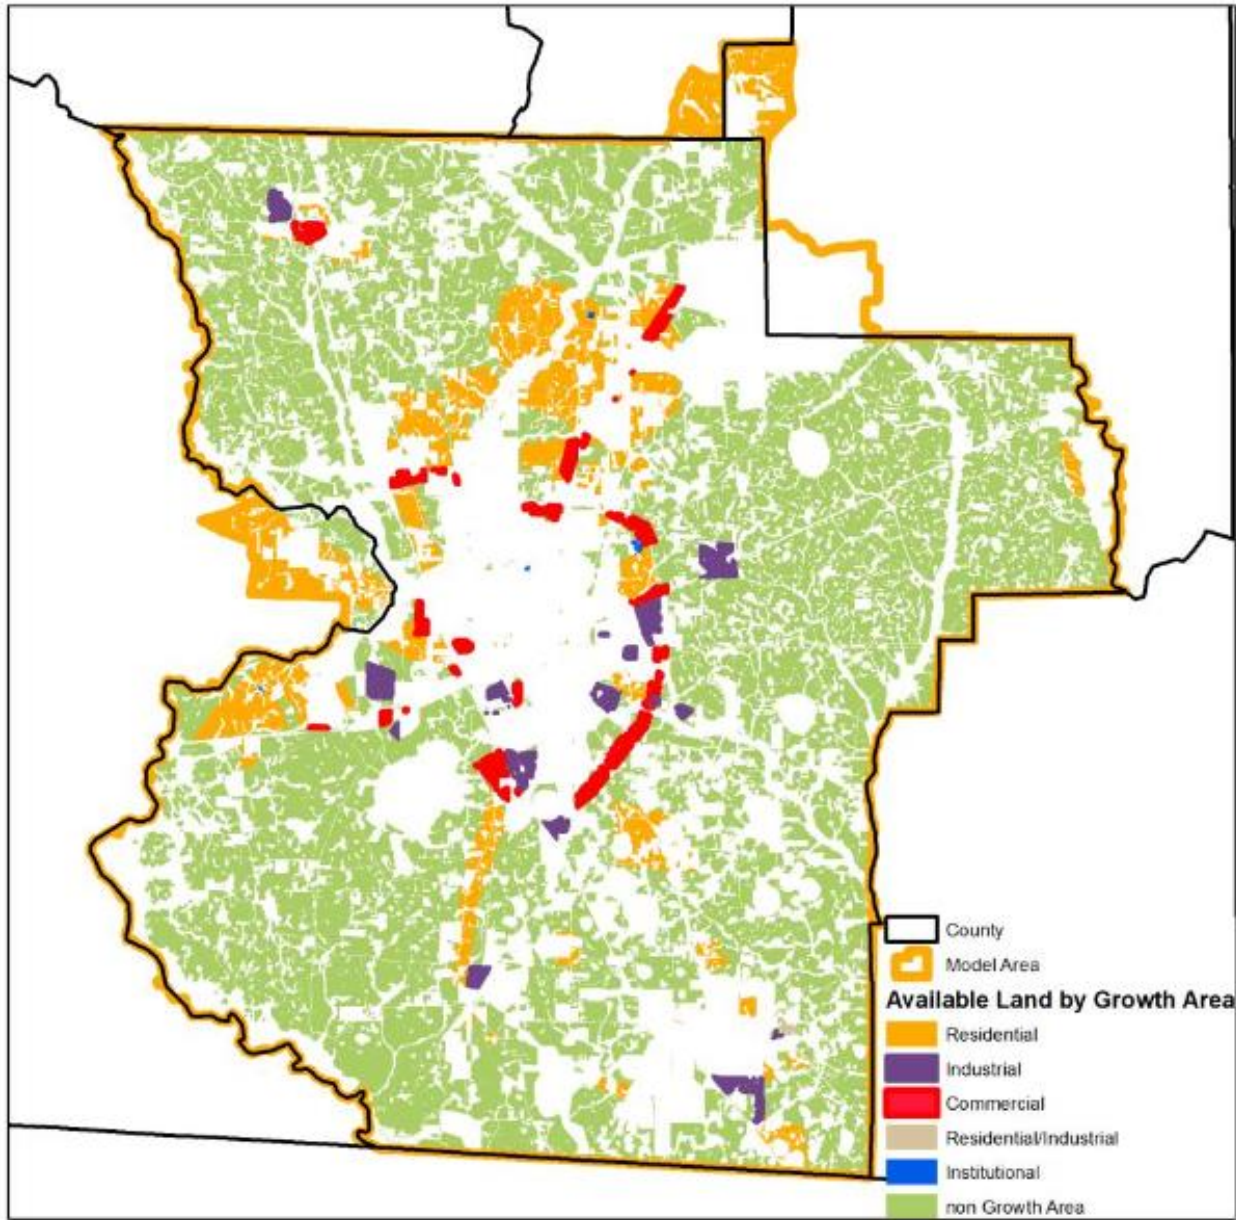 County
Model Area
Available Land by Growth Area
Residential
Industrial
Commercial
Residential/Industrial
Institutional
non Growth Area